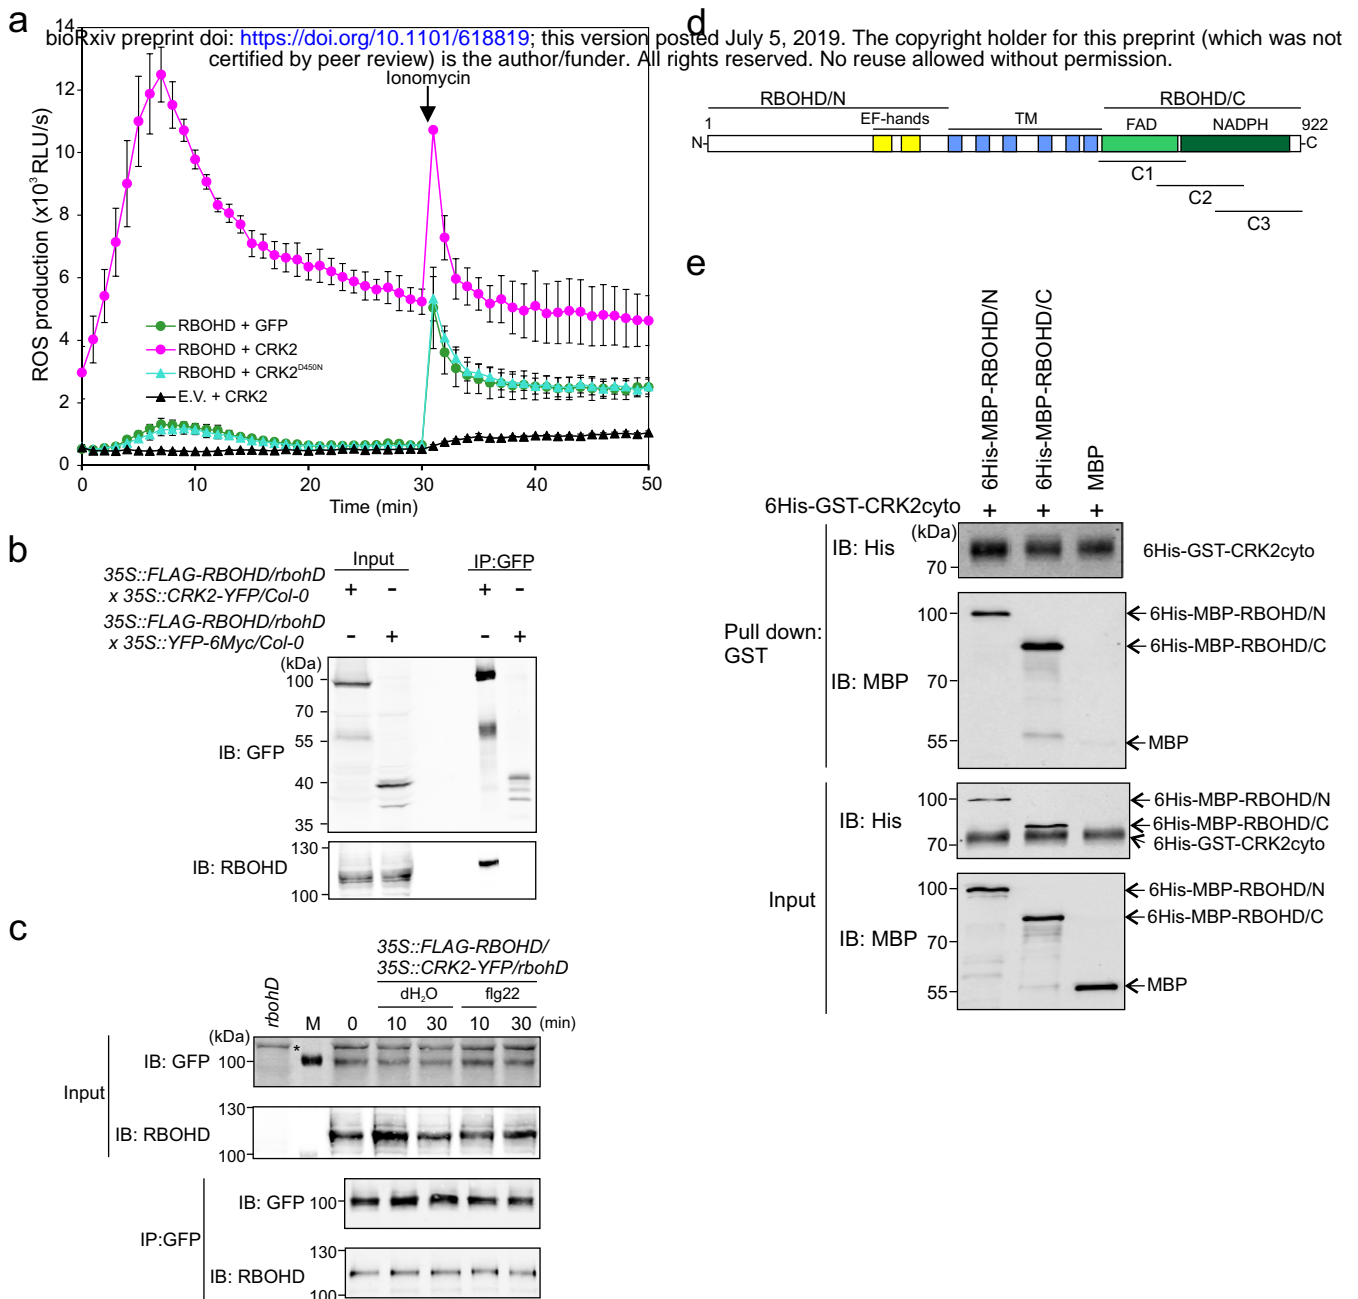 a
d
bioRxiv preprint doi: https://doi.org/10.1101/618819; this version posted July 5, 2019. The copyright holder for this preprint (which was not
certified by peer review) is the author/funder. All rights reserved. No reuse allowed without permission.
14
12
10
8
6
4
2
0
ROS production (x10³ RLU/s)
Ionomycin
RBOHD + GFP
RBOHD + CRK2
RBOHD + CRK2D450N
E.V. + CRK2
0 10 20 30 40 50
Time (min)
RBOHD/N RBOHD/C
1 EF-hands TM FAD NADPH 922
N- -C
C1
C2
C3
b
Input IP:GFP
35S::FLAG-RBOHD/rbohD
x 35S::CRK2-YFP/Col-0 + - + -
35S::FLAG-RBOHD/rbohD
x 35S::YFP-6Myc/Col-0 - + - +
(kDa)
100
70
55
40
35
IB: GFP
130
IB: RBOHD
100
c
35S::FLAG-RBOHD/
35S::CRK2-YFP/rbohD
rbohD M 0 dH₂O flg22
10 30 10 30 (min)
(kDa)
*
Input
IB: GFP 100
130
IB: RBOHD
100
IP:GFP
IB: GFP 100
130
IB: RBOHD
100
e
6His-MBP-RBOHD/N
6His-MBP-RBOHD/C
MBP
6His-GST-CRK2cyto + + +
(kDa)
Pull down:
GST
IB: His
70
6His-GST-CRK2cyto
IB: MBP
100 6His-MBP-RBOHD/N
6His-MBP-RBOHD/C
70
55 MBP
Input
IB: His
100 6His-MBP-RBOHD/N
6His-MBP-RBOHD/C
70 6His-GST-CRK2cyto
IB: MBP
100 6His-MBP-RBOHD/N
6His-MBP-RBOHD/C
70
55 MBP